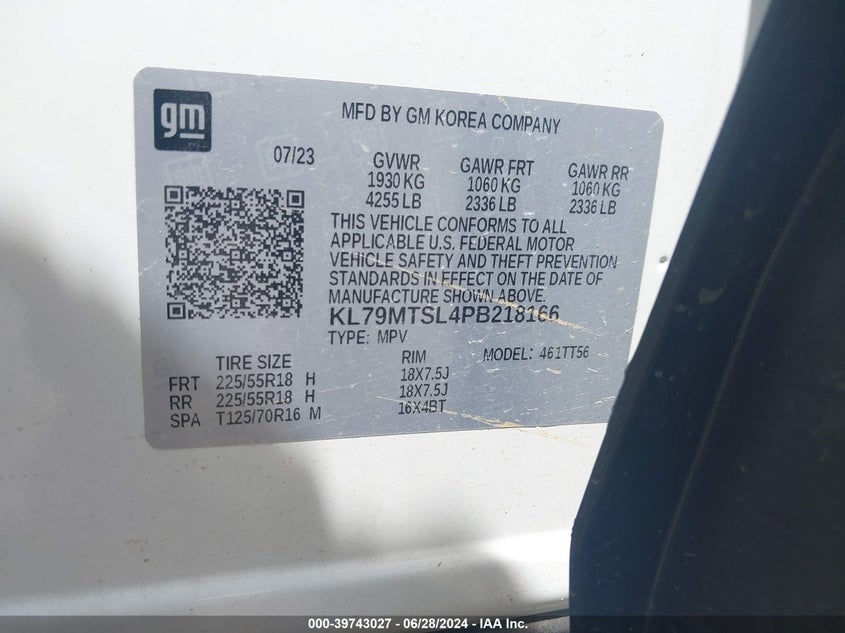 gm
MFD BY GM KOREA COMPANY
07/23 GVWR GAWR FRT GAWR RR
1930 KG 1060 KG 1060 KG
4255 LB 2336 LB 2336 LB
THIS VEHICLE CONFORMS TO ALL
APPLICABLE U.S. FEDERAL MOTOR
VEHICLE SAFETY AND THEFT PREVENTION
STANDARDS IN EFFECT ON THE DATE OF
MANUFACTURE SHOWN ABOVE.
KL79MTSL4PB218166
TYPE: MPV MODEL: 461TT56
TIRE SIZE RIM
FRT 225/55R18 H 18X7.5J
RR 225/55R18 H 18X7.5J
SPA T125/70R16 M 16X4BT
000-39743027 - 06/28/2024 - IAA Inc.